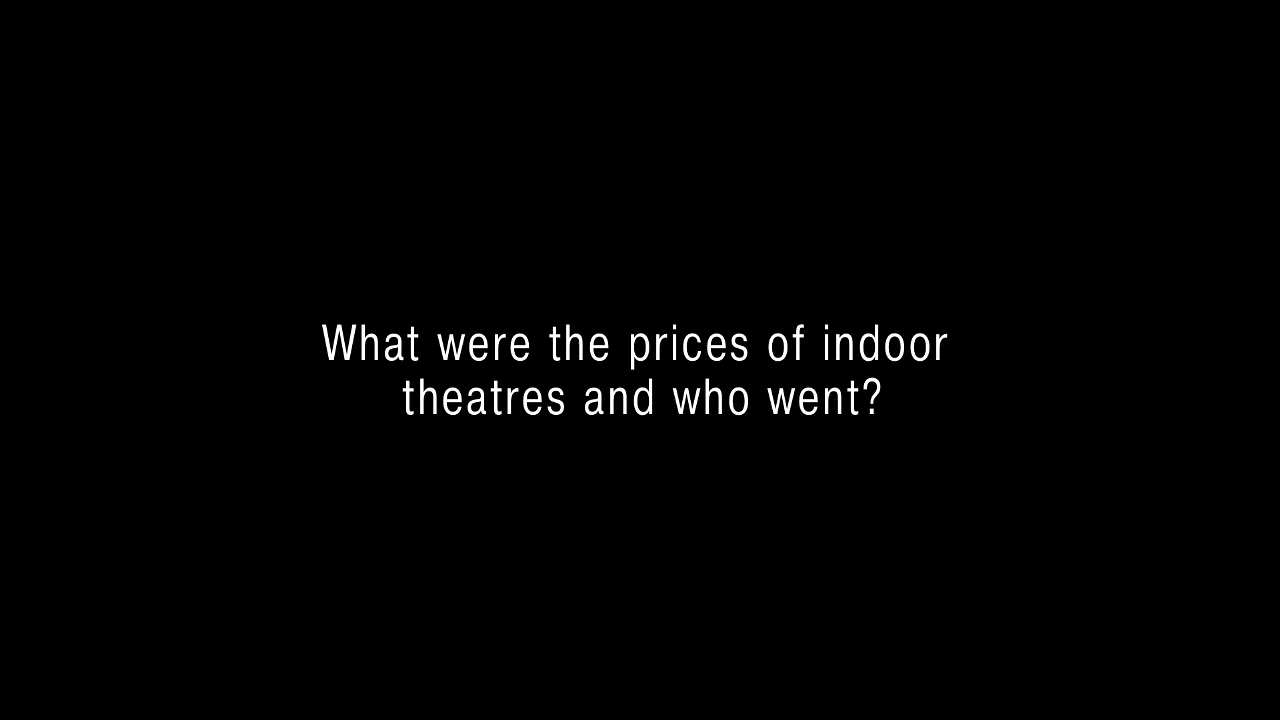 What were the prices of indoor
theatres and who went?